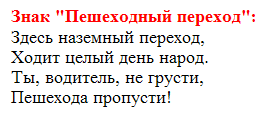 Знак "Пешеходный переход":
Здесь наземный переход,
Ходит целый день народ.
Ты, водитель, не грусти,
Пешехода пропусти!